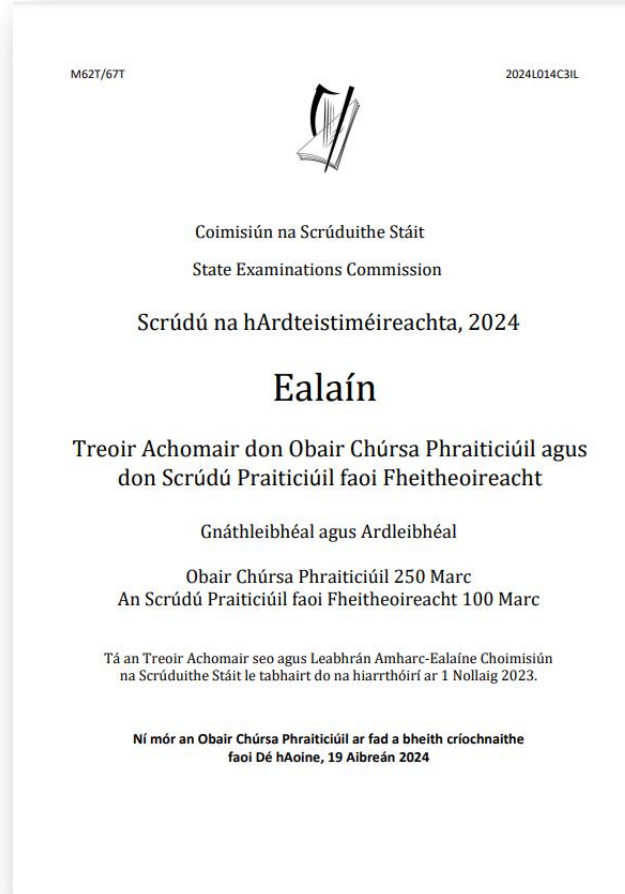 M62T/67T 2024L014C3IL
Coimisiún na Scrúduithe Stáit
State Examinations Commission
Scrúdú na hArdteistiméireachta, 2024
Ealaín
Treoir Achomair don Obair Chúrsa Phraiticiúil agus
don Scrúdú Praiticiúil faoi Fheitheoireacht
Gnáthleibhéal agus Ardleibhéal
Obair Chúrsa Phraiticiúil 250 Marc
An Scrúdú Praiticiúil faoi Fheitheoireacht 100 Marc
Tá an Treoir Achomair seo agus Leabhrán Amharc-Ealaíne Choimisiún
na Scrúduithe Stáit le tabhairt do na hiarrthóirí ar 1 Nollaig 2023.
Ní mór an Obair Chúrsa Phraiticiúil ar fad a bheith críochnaithe
faoi Dé hAoine, 19 Aibreán 2024